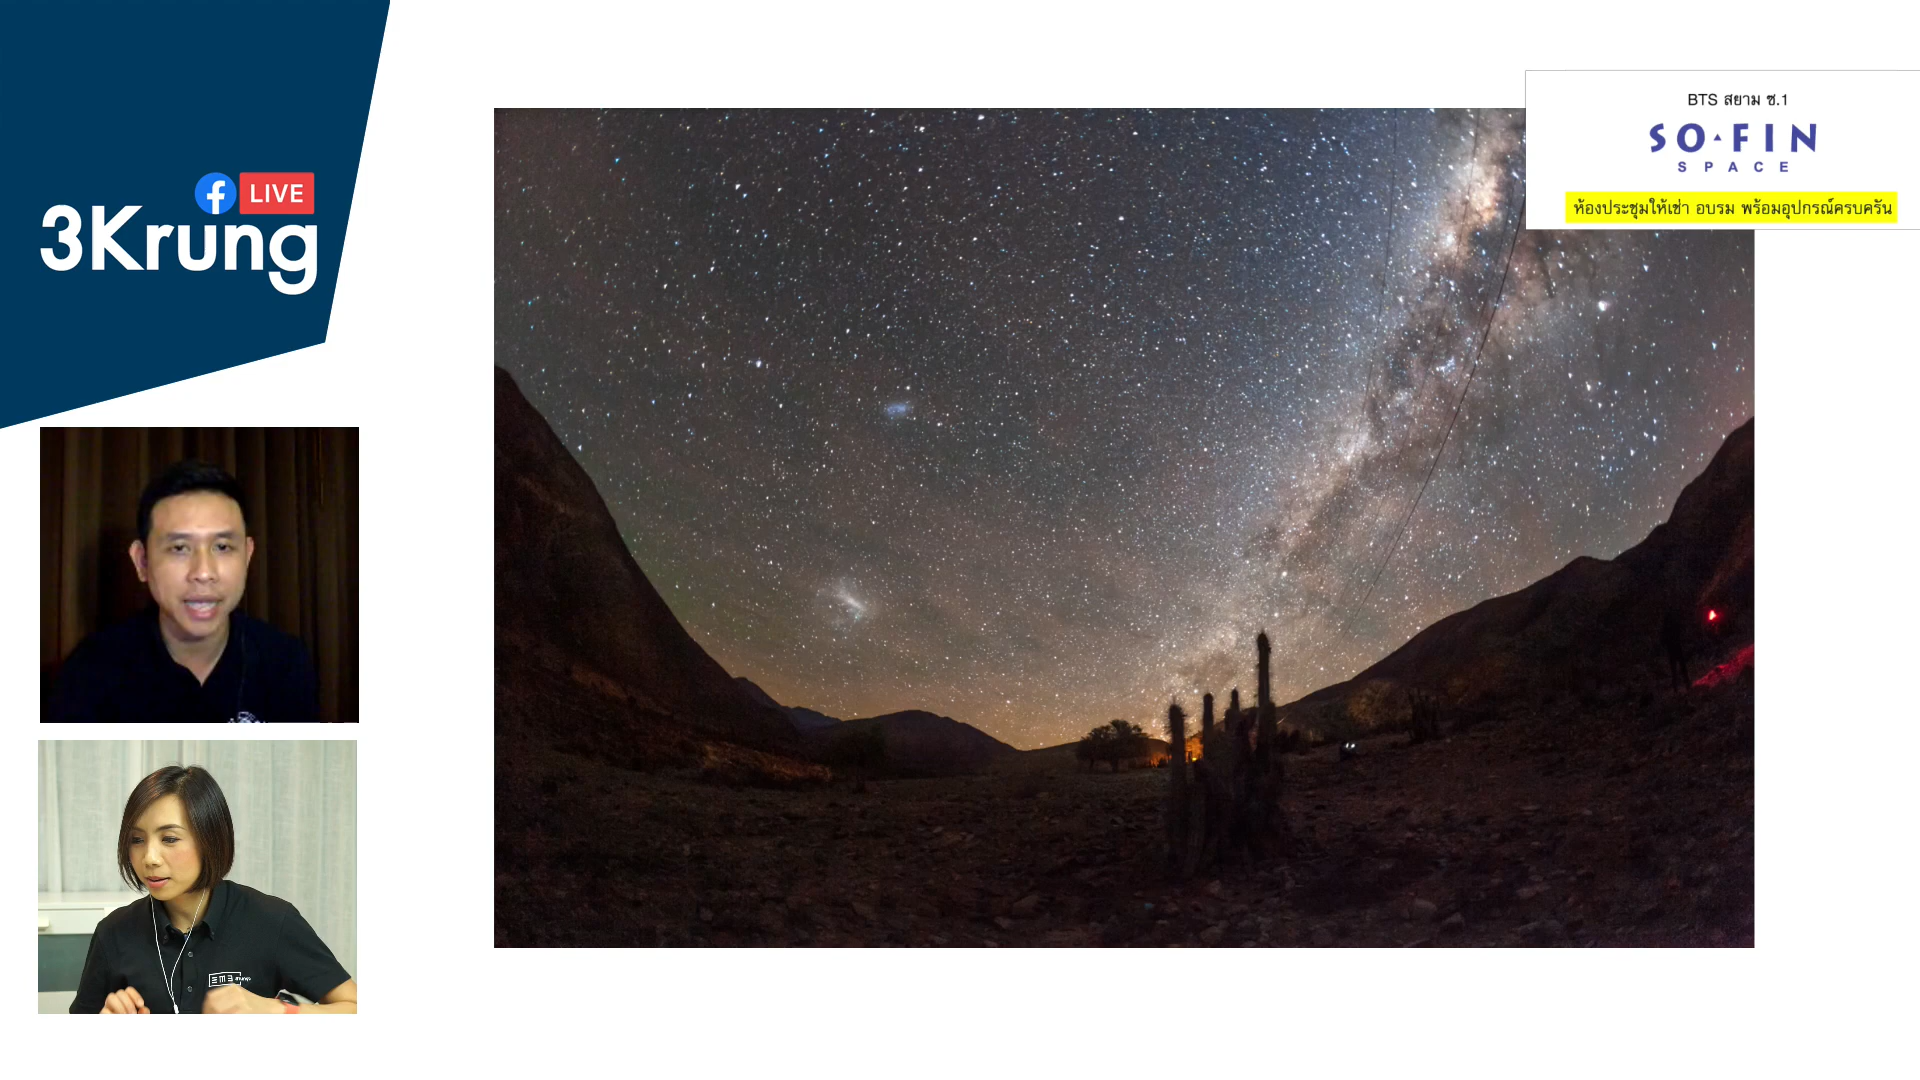 LIVE
3Krung
BTS สยาม ซ.1
SO·FIN
SPACE
ห้องประชุมให้เช่า อบรม พร้อมอุปกรณ์ครบครัน